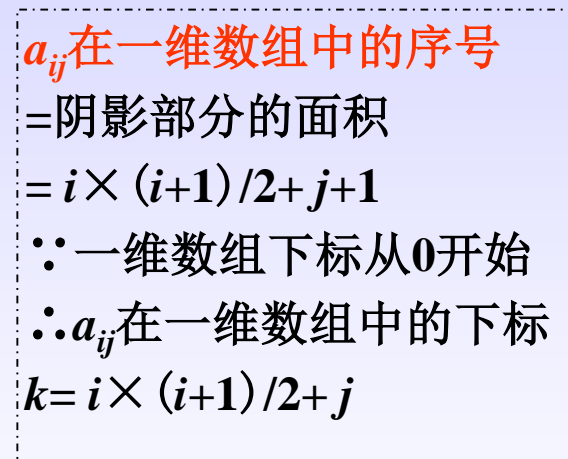 aij在一维数组中的序号
=阴影部分的面积
= i×(i+1)/2+ j+1
∵一维数组下标从0开始
∴aij在一维数组中的下标
k= i×(i+1)/2+ j